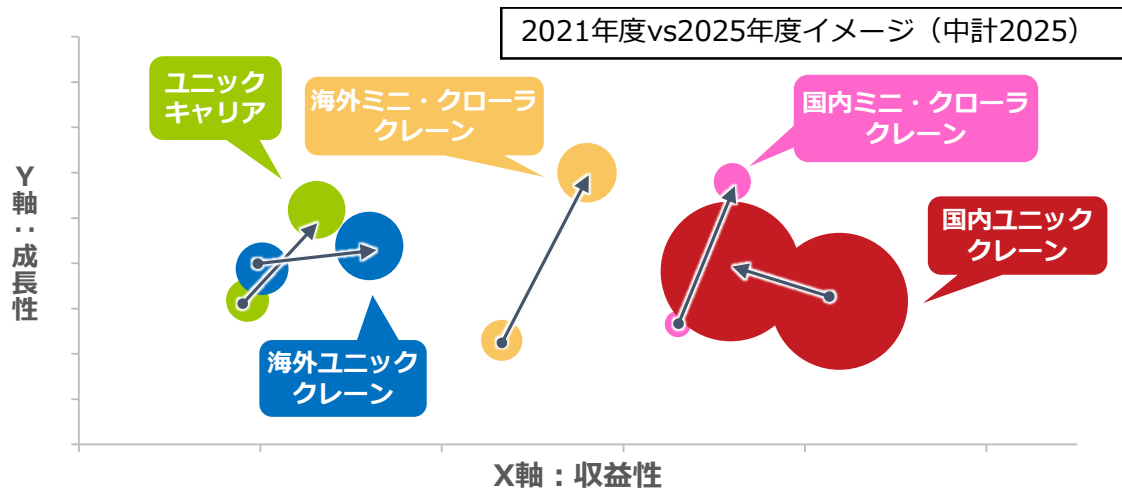 2021年度vs2025年度イメージ（中計2025）
ユニック
キャリア
海外ミニ・クローラ
クレーン
国内ミニ・クローラ
クレーン
国内ユニック
クレーン
海外ユニック
クレーン
Y軸：成長性
X軸：収益性